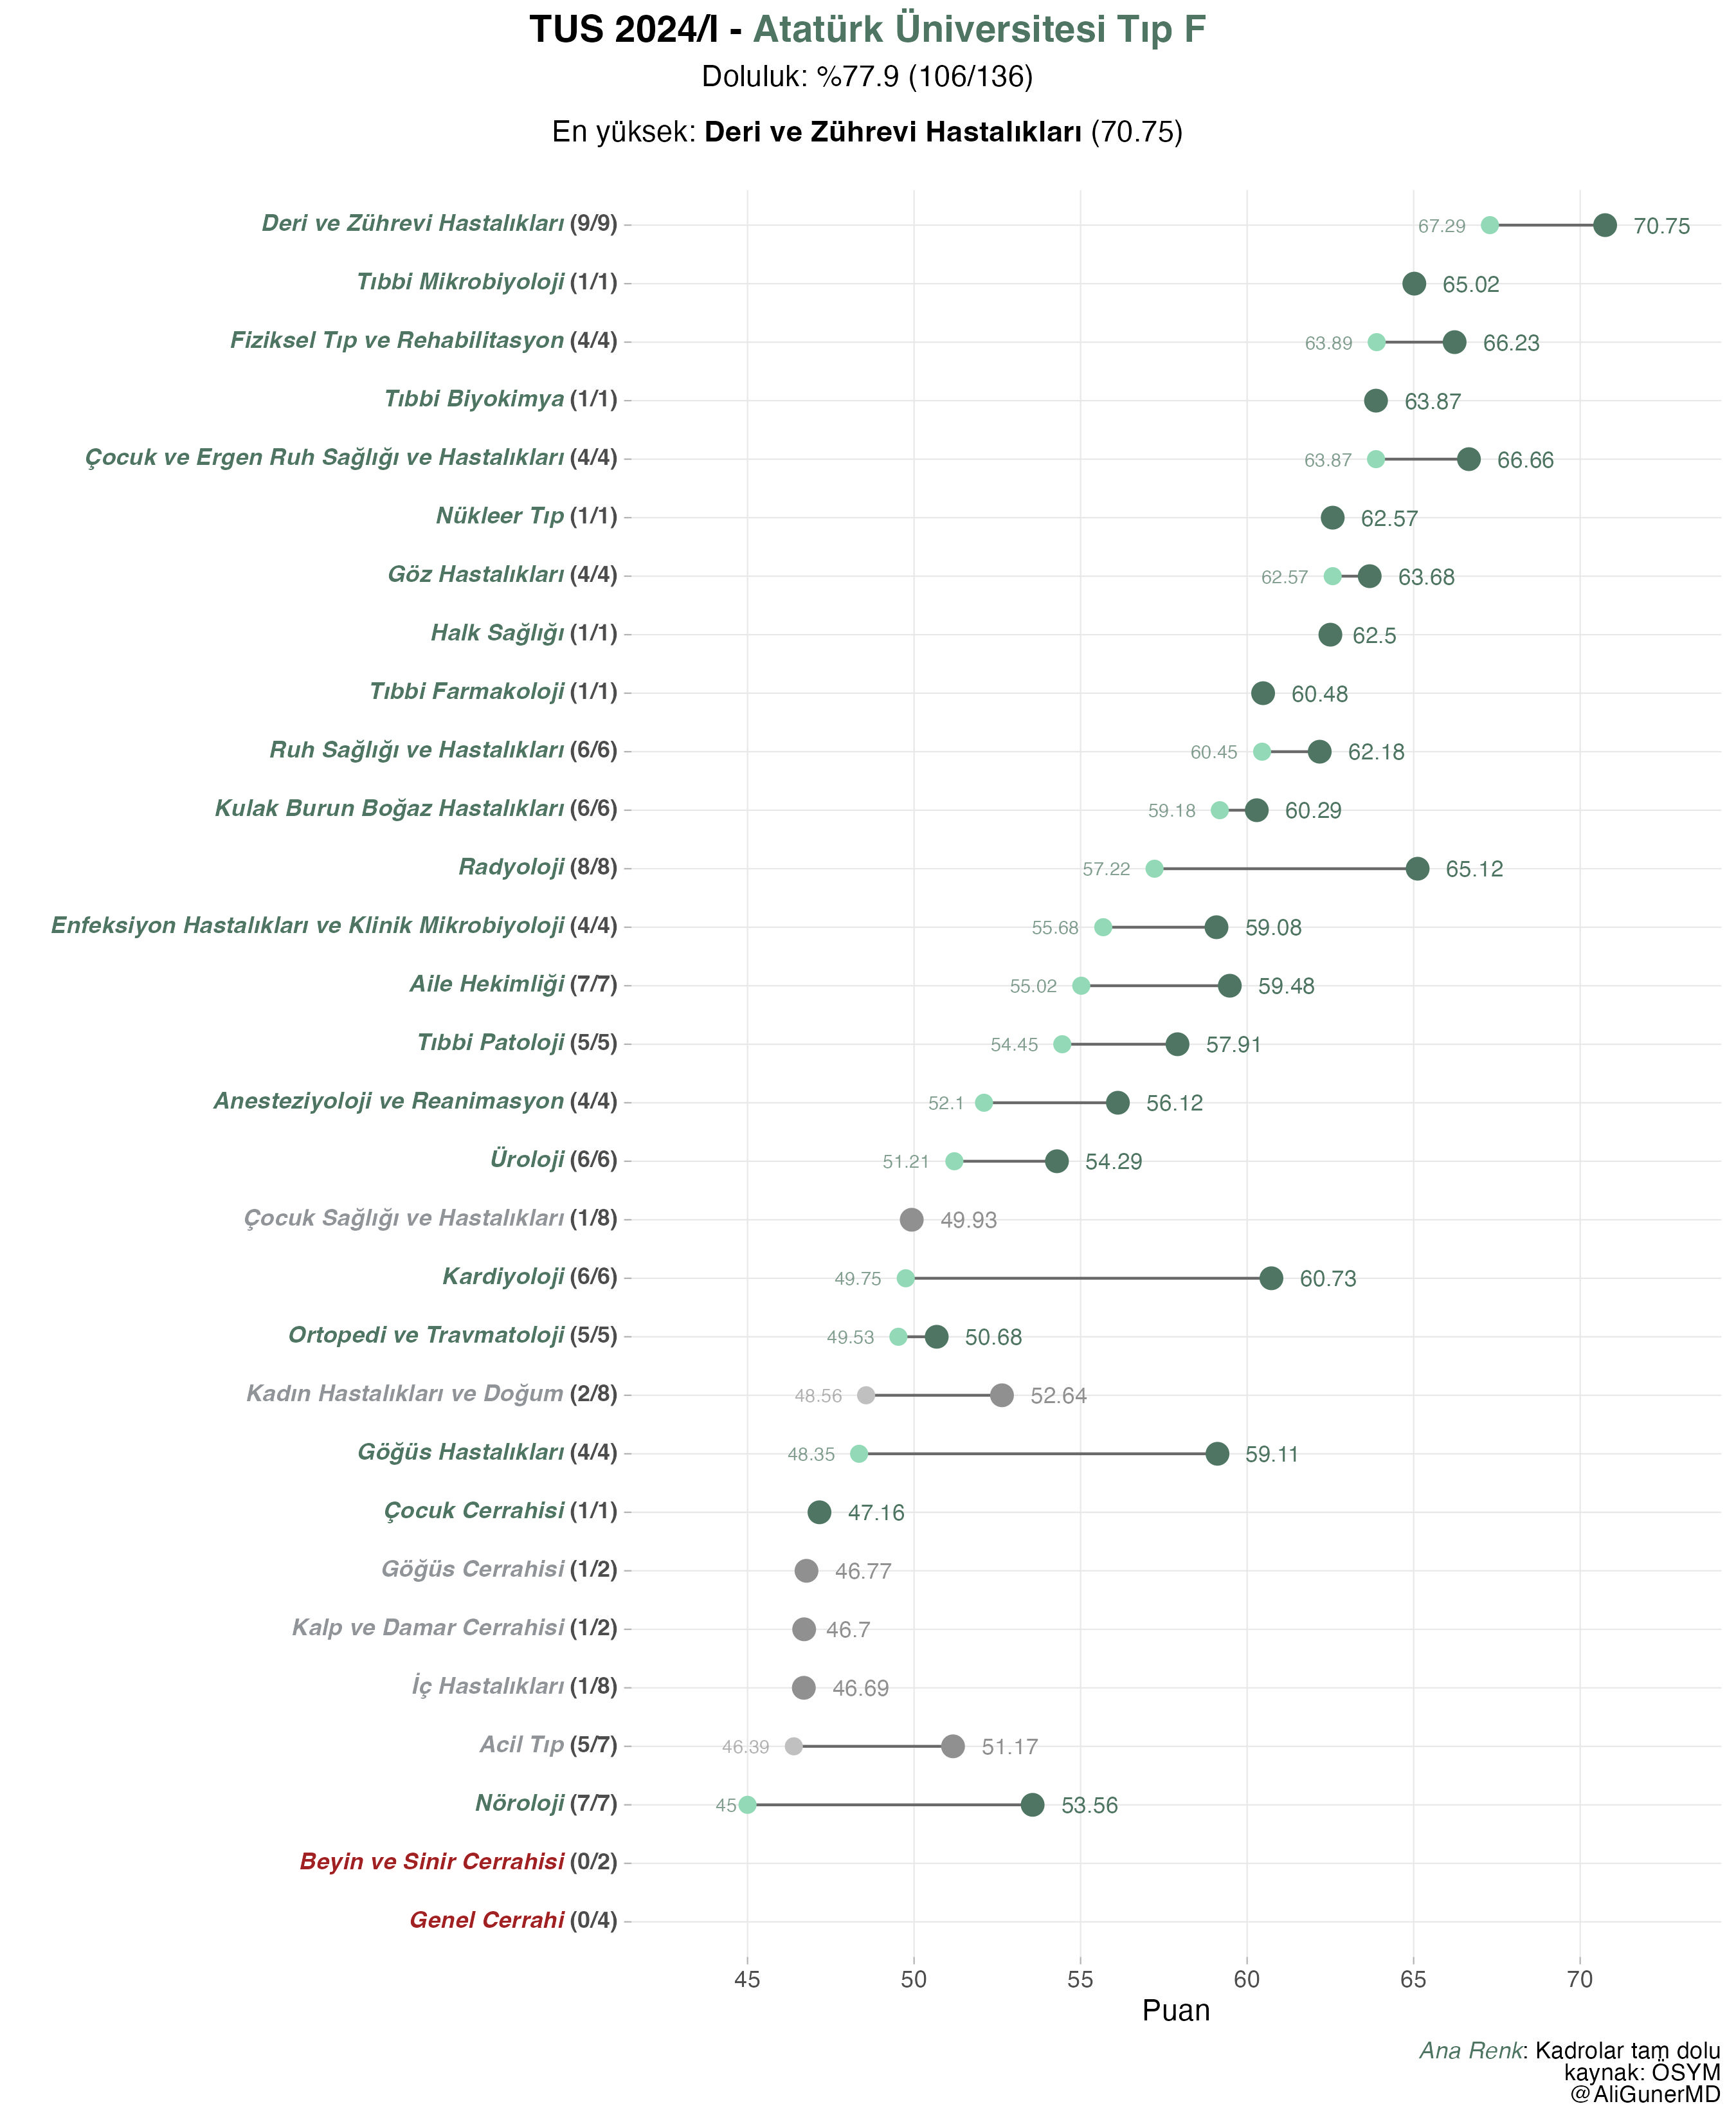 TUS 2024/I - Atatürk Üniversitesi Tıp F
Doluluk: %77.9 (106/136)
En yüksek: Deri ve Zührevi Hastalıkları (70.75)
Deri ve Zührevi Hastalıkları (9/9) 67.29 70.75
Tıbbi Mikrobiyoloji (1/1) 65.02
Fiziksel Tıp ve Rehabilitasyon (4/4) 63.89 66.23
Tıbbi Biyokimya (1/1) 63.87
Çocuk ve Ergen Ruh Sağlığı ve Hastalıkları (4/4) 63.87 66.66
Nükleer Tıp (1/1) 62.57
Göz Hastalıkları (4/4) 62.57 63.68
Halk Sağlığı (1/1) 62.5
Tıbbi Farmakoloji (1/1) 60.48
Ruh Sağlığı ve Hastalıkları (6/6) 60.45 62.18
Kulak Burun Boğaz Hastalıkları (6/6) 59.18 60.29
Radyoloji (8/8) 57.22 65.12
Enfeksiyon Hastalıkları ve Klinik Mikrobiyoloji (4/4) 55.68 59.08
Aile Hekimliği (7/7) 55.02 59.48
Tıbbi Patoloji (5/5) 54.45 57.91
Anesteziyoloji ve Reanimasyon (4/4) 52.1 56.12
Üroloji (6/6) 51.21 54.29
Çocuk Sağlığı ve Hastalıkları (1/8) 49.93
Kardiyoloji (6/6) 49.75 60.73
Ortopedi ve Travmatoloji (5/5) 49.53 50.68
Kadın Hastalıkları ve Doğum (2/8) 48.56 52.64
Göğüs Hastalıkları (4/4) 48.35 59.11
Çocuk Cerrahisi (1/1) 47.16
Göğüs Cerrahisi (1/2) 46.77
Kalp ve Damar Cerrahisi (1/2) 46.7
İç Hastalıkları (1/8) 46.69
Acil Tıp (5/7) 46.39 51.17
Nöroloji (7/7) 45 53.56
Beyin ve Sinir Cerrahisi (0/2)
Genel Cerrahi (0/4)
45 50 55 60 65 70
Puan
Ana Renk: Kadrolar tam dolu
kaynak: ÖSYM
@AliGunerMD